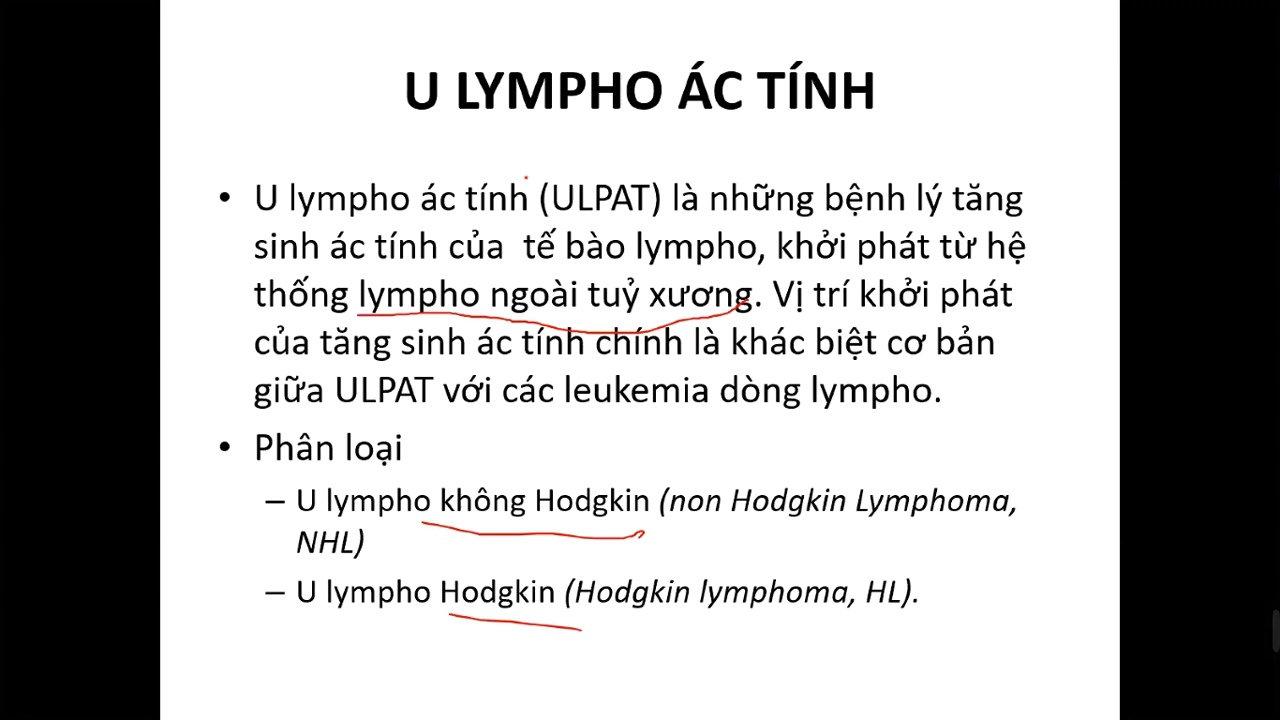 U LYMPHO ÁC TÍNH
• U lympho ác tính (ULPAT) là những bệnh lý tăng
sinh ác tính của tế bào lympho, khởi phát từ hệ
thống lympho ngoài tuỷ xương. Vị trí khởi phát
của tăng sinh ác tính chính là khác biệt cơ bản
giữa ULPAT với các leukemia dòng lympho.
• Phân loại
– U lympho không Hodgkin (non Hodgkin Lymphoma,
NHL)
– U lympho Hodgkin (Hodgkin lymphoma, HL).